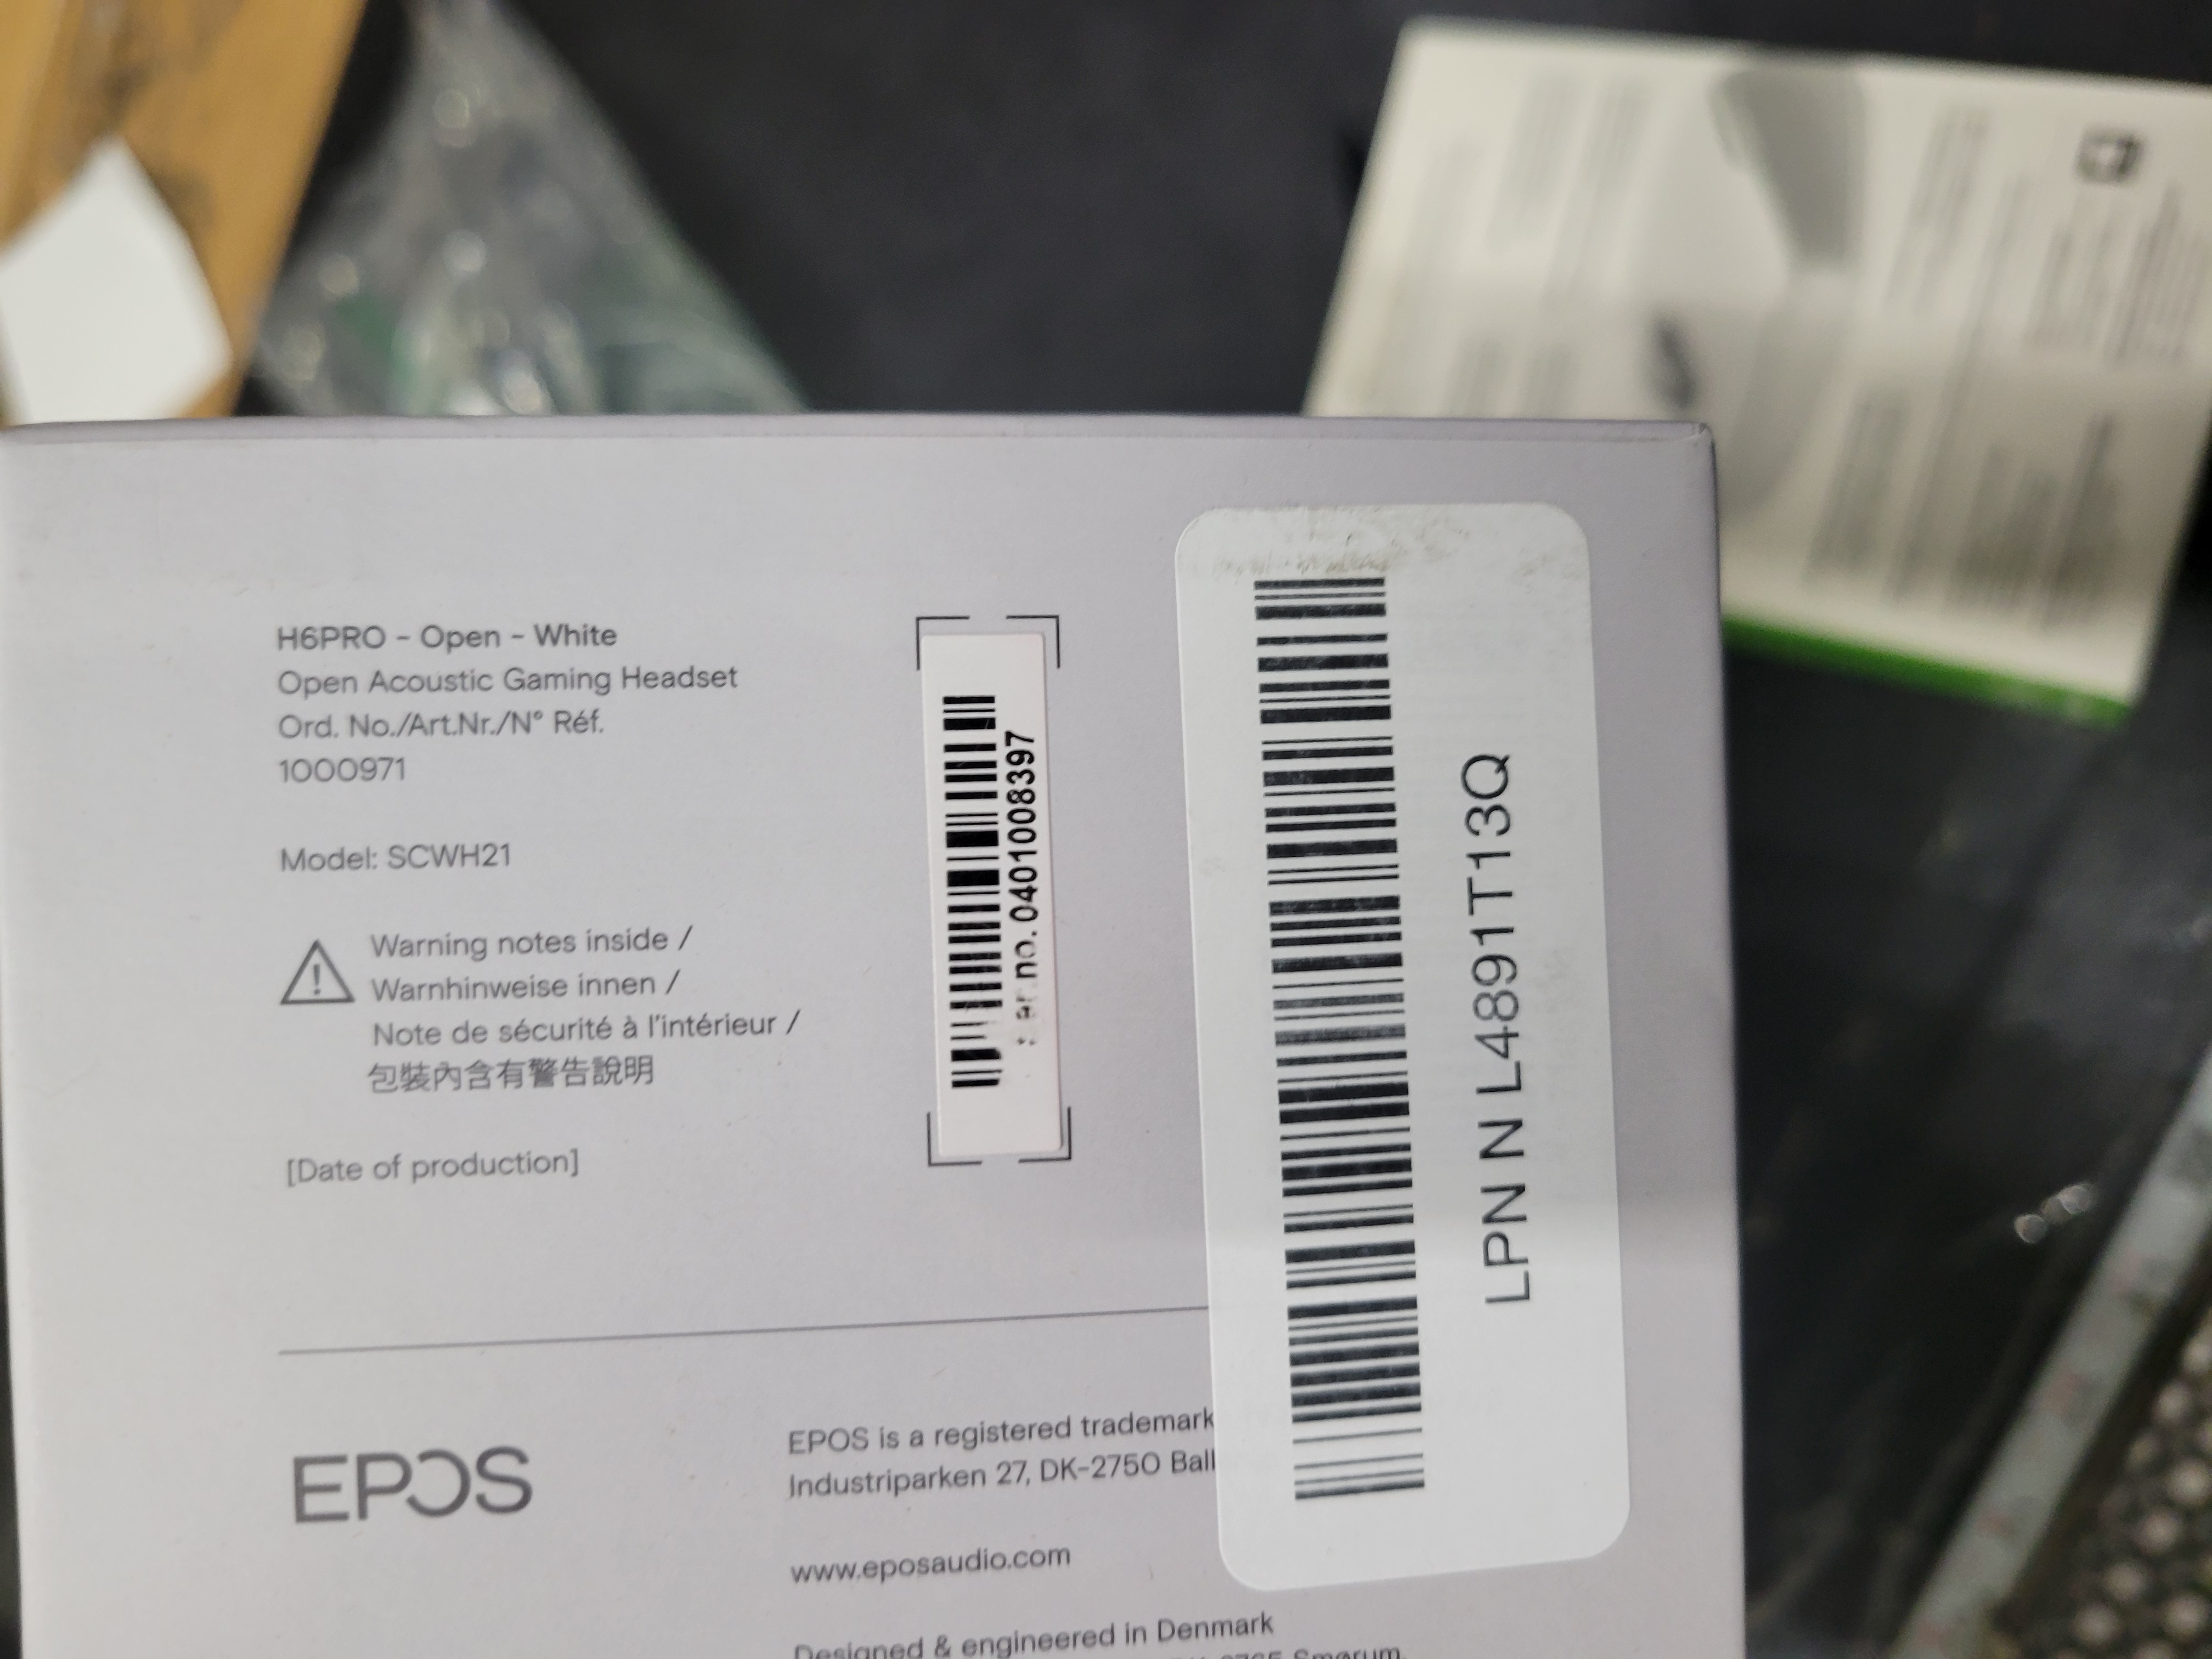 H6PRO - Open - White
Open Acoustic Gaming Headset
Ord. No./Art.Nr./N° Réf.
1000971
Model: SCWH21
Warning notes inside /
Warnhinweise innen /
Note de sécurité à l'intérieur /
包裝內含有警告說明
[Date of production]
no. 0401008397
LPN N L4891T13Q
EPOS
EPOS is a registered trademark
Industriparken 27, DK-2750 Ball
www.eposaudio.com
Designed & engineered in Denmark
Smørum